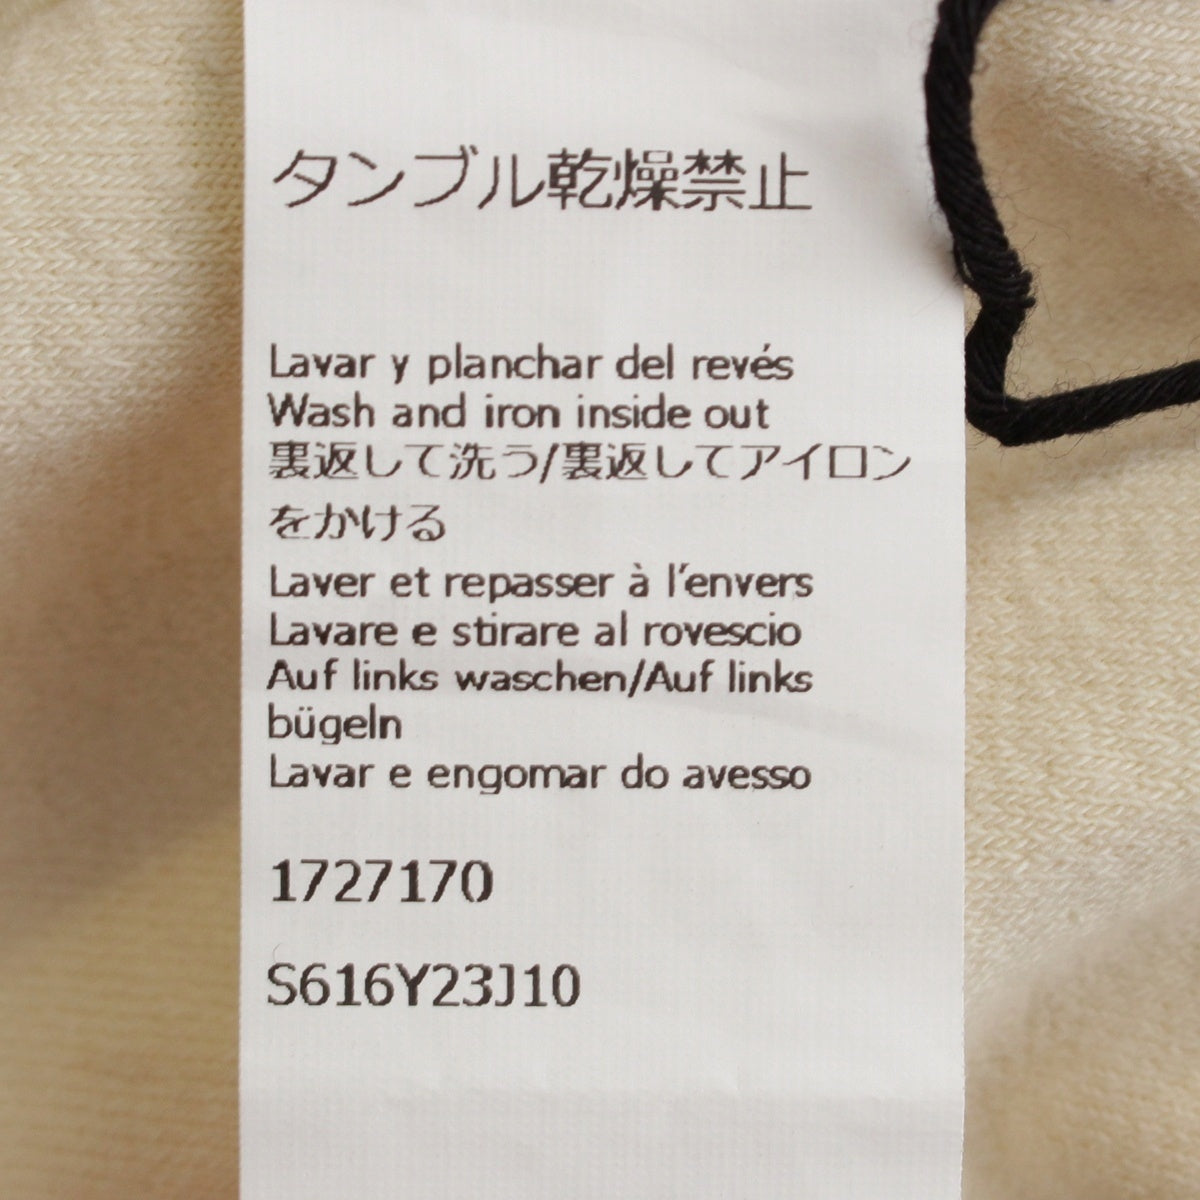 タンブル乾燥禁止
Lavar y planchar del revés
Wash and iron inside out
裏返して洗う/裏返してアイロン
をかける
Laver et repasser à l'envers
Lavare e stirare al rovescio
Auf links waschen/Auf links
bügeln
Lavar e engomar do avesso
1727170
S616Y23J10